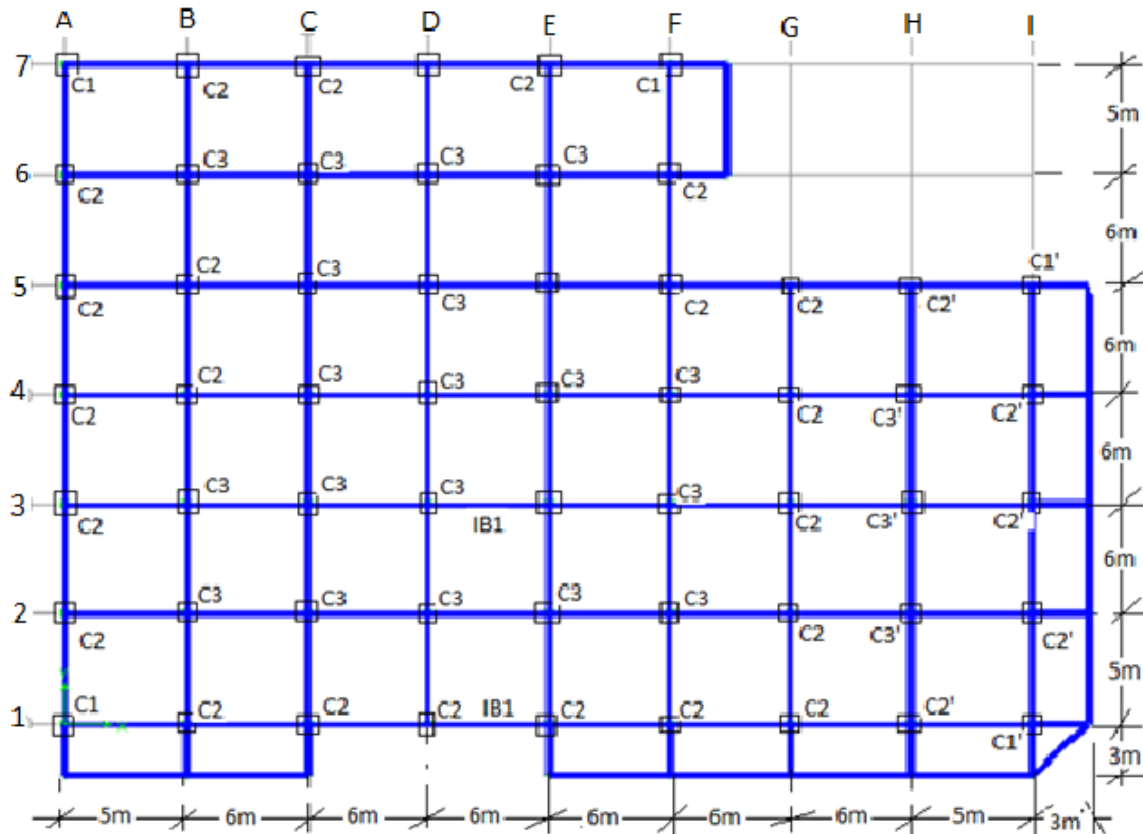 A B C D E F G H I
7
C1 C2 C2 C2 C1
5m
C3 C3 C3 C3
6
C2 C2
6m
C2 C3 C1'
5
C2 C3 C2 C2 C2'
6m
C2 C3 C3 C3 C3
4
C2 C2 C3' C2'
6m
C3 C3 C3 C3
3
C2 IB1 C2 C3' C2'
6m
C3 C3 C3 C3 C3
2
C2 C2 C3' C2'
5m
C1 C2 C2 C2 IB1 C2 C2 C2 C2'
1
C1'
3m
5m 6m 6m 6m 6m 6m 6m 5m 3m